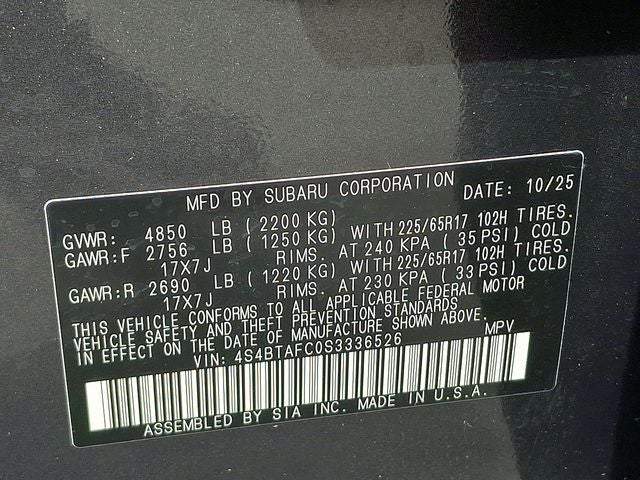 MFD BY SUBARU CORPORATION DATE: 10/25
GVWR: 4850 LB (2200 KG)
GAWR:F 2756 LB (1250 KG) WITH 225/65R17 102H TIRES.
17X7J RIMS. AT 240 KPA (35 PSI) COLD
GAWR:R 2690 LB (1220 KG) WITH 225/65R17 102H TIRES.
17X7J RIMS. AT 230 KPA (33 PSI) COLD
THIS VEHICLE CONFORMS TO ALL APPLICABLE FEDERAL MOTOR
VEHICLE SAFETY AND THEFT PREVENTION STANDARDS
IN EFFECT ON THE DATE OF MANUFACTURE SHOWN ABOVE.
VIN: 4S4BTAFC0S3336526 MPV
ASSEMBLED BY SIA INC. MADE IN U.S.A.